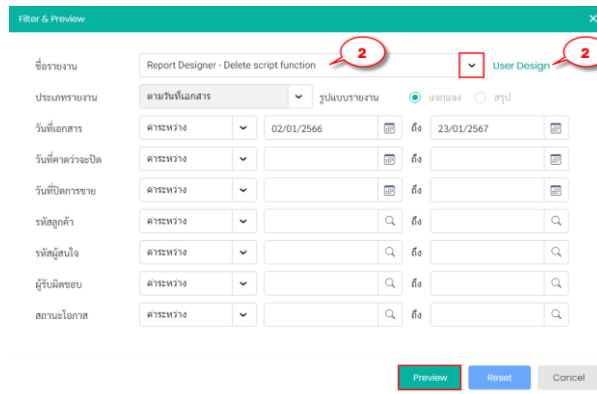 Filter & Preview ×
ชื่อรายงาน Report Designer - Delete script function 2 User Design 2
ประเภทรายงาน ตามวันที่เอกสาร รูปแบบรายงาน แจกแจง สรุป
วันที่เอกสาร ค่าระหว่าง 02/01/2566 ถึง 23/01/2567
วันที่คาดว่าจะปิด ค่าระหว่าง ถึง
วันที่ปิดการขาย ค่าระหว่าง ถึง
รหัสลูกค้า ค่าระหว่าง ถึง
รหัสผู้สนใจ ค่าระหว่าง ถึง
ผู้รับผิดชอบ ค่าระหว่าง ถึง
สถานะโอกาส ค่าระหว่าง ถึง
Preview Reset Cancel